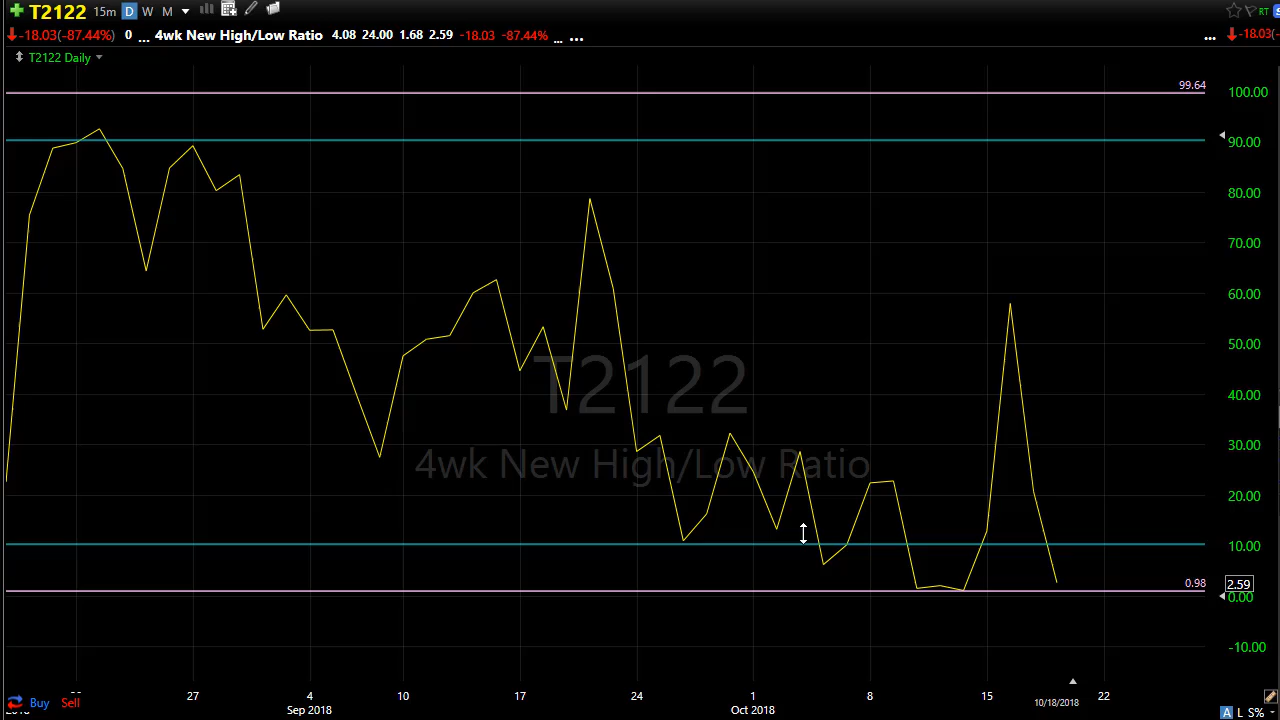 T2122 15m D W M RT
-18.03(-87.44%) 0 ... 4wk New High/Low Ratio 4.08 24.00 1.68 2.59 -18.03 -87.44% ... ... ... -18.03(-
T2122 Daily
99.64
100.00
90.00
80.00
70.00
60.00
50.00
T2122
40.00
30.00
4wk New High/Low Ratio
20.00
10.00
0.98
2.59
0.00
-10.00
27 4 10 17 24 1 8 15 22
Buy Sell
Sep 2018 Oct 2018 10/18/2018
A L S%